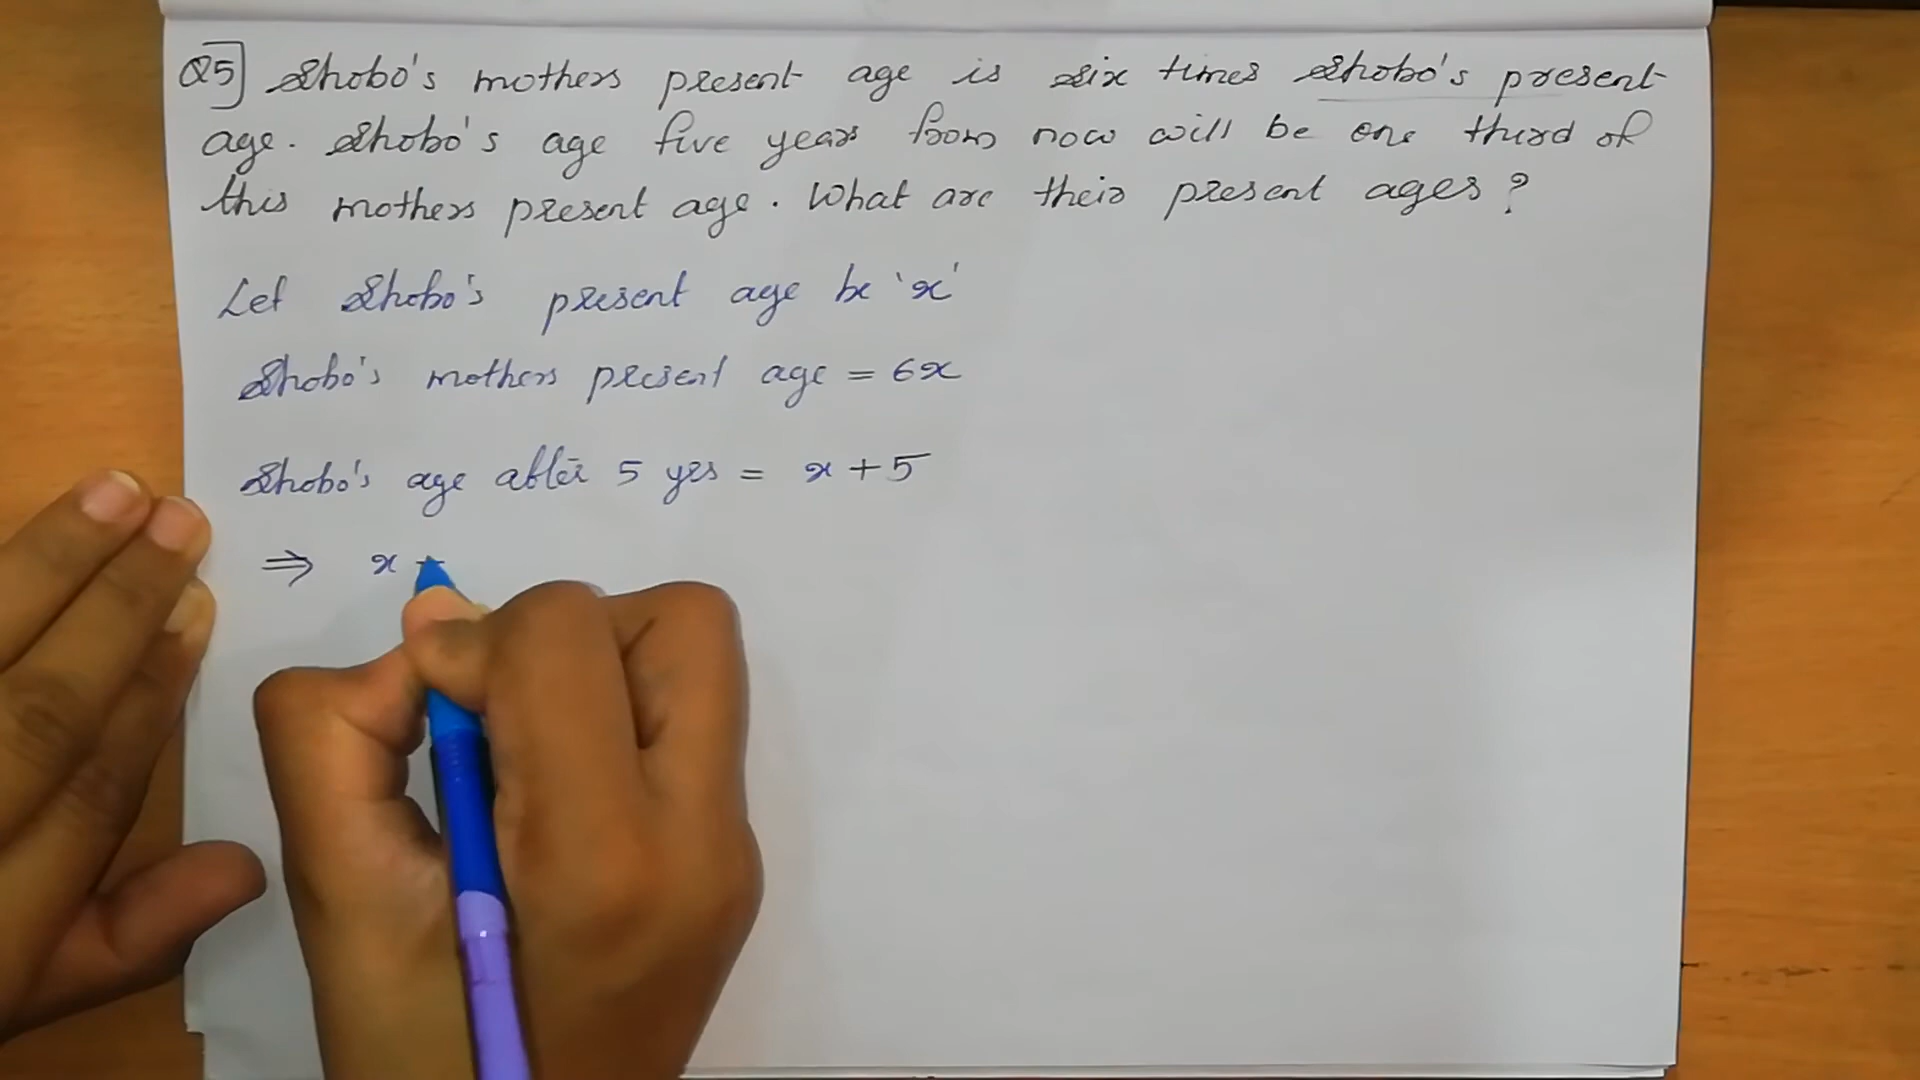 Q5] Shobo's mothers present age is six times Shobo's present
age. Shobo's age five years from now will be one third of
this mothers present age. What are their present ages?
Let Shobo's present age be 'x'
Shobo's mothers present age = 6x
Shobo's age after 5 yrs = x + 5
⇒ x